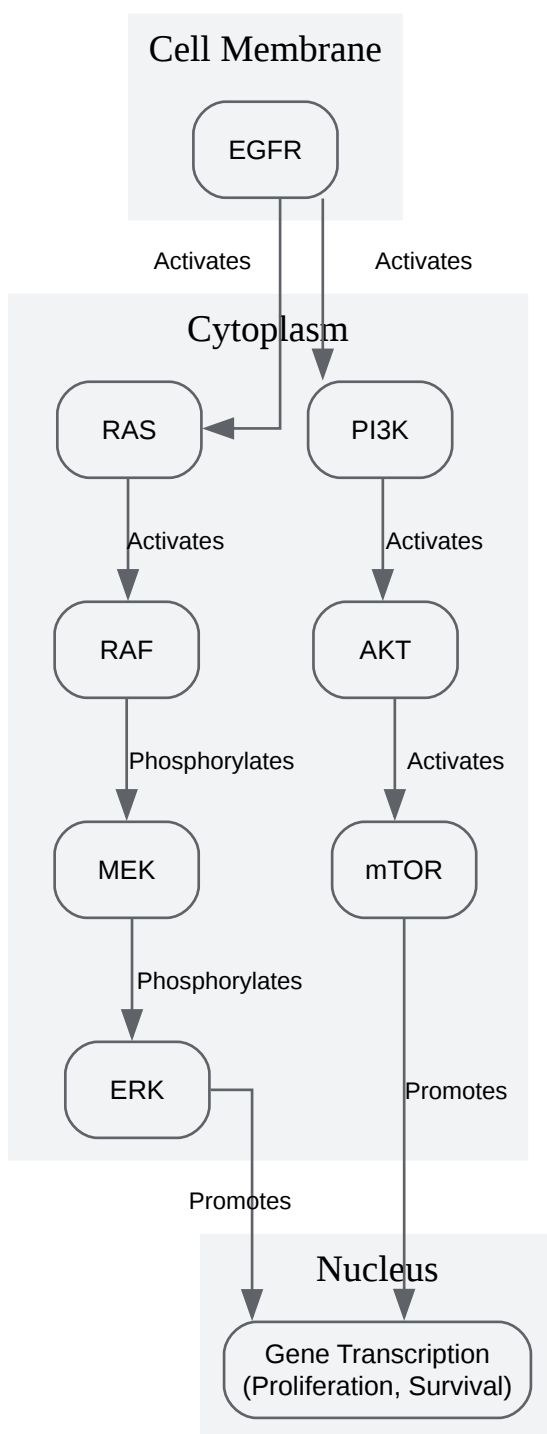 Cell Membrane
EGFR
Activates
Activates
Cytoplasm
RAS
PI3K
Activates
Activates
RAF
AKT
Phosphorylates
Activates
MEK
mTOR
Phosphorylates
ERK
Promotes
Promotes
Nucleus
Gene Transcription
(Proliferation, Survival)